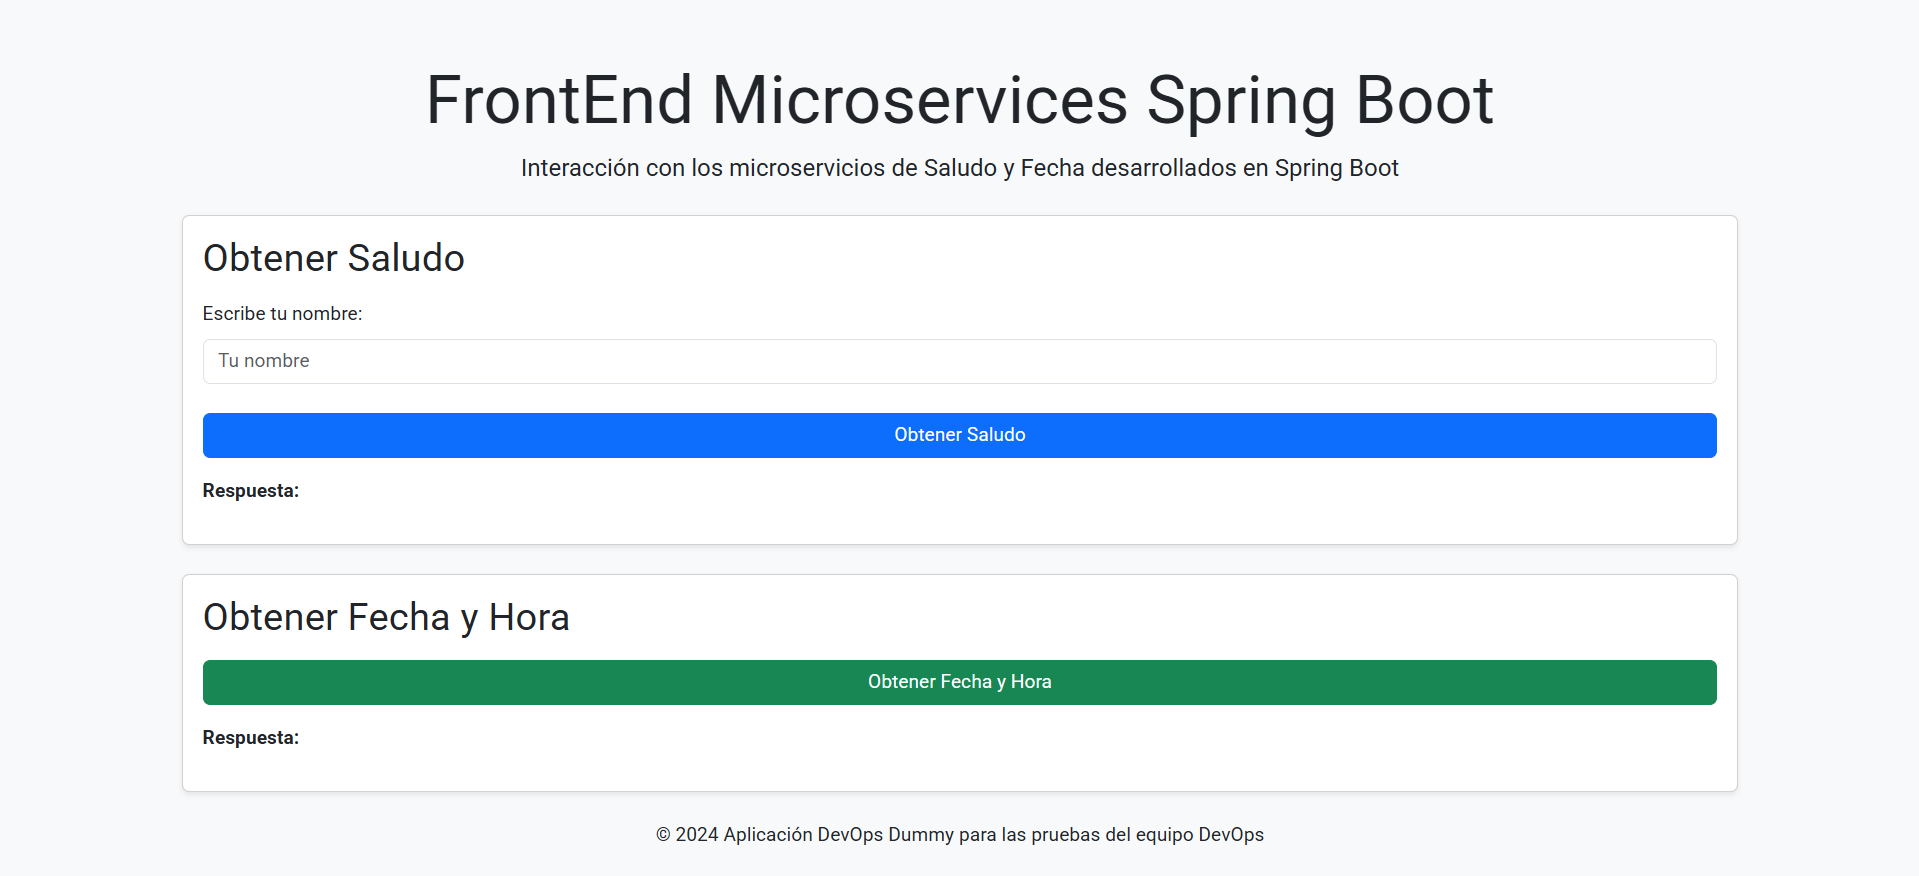 FrontEnd Microservices Spring Boot
Interacción con los microservicios de Saludo y Fecha desarrollados en Spring Boot
Obtener Saludo
Escribe tu nombre:
Tu nombre
Obtener Saludo
Respuesta:
Obtener Fecha y Hora
Obtener Fecha y Hora
Respuesta:
© 2024 Aplicación DevOps Dummy para las pruebas del equipo DevOps